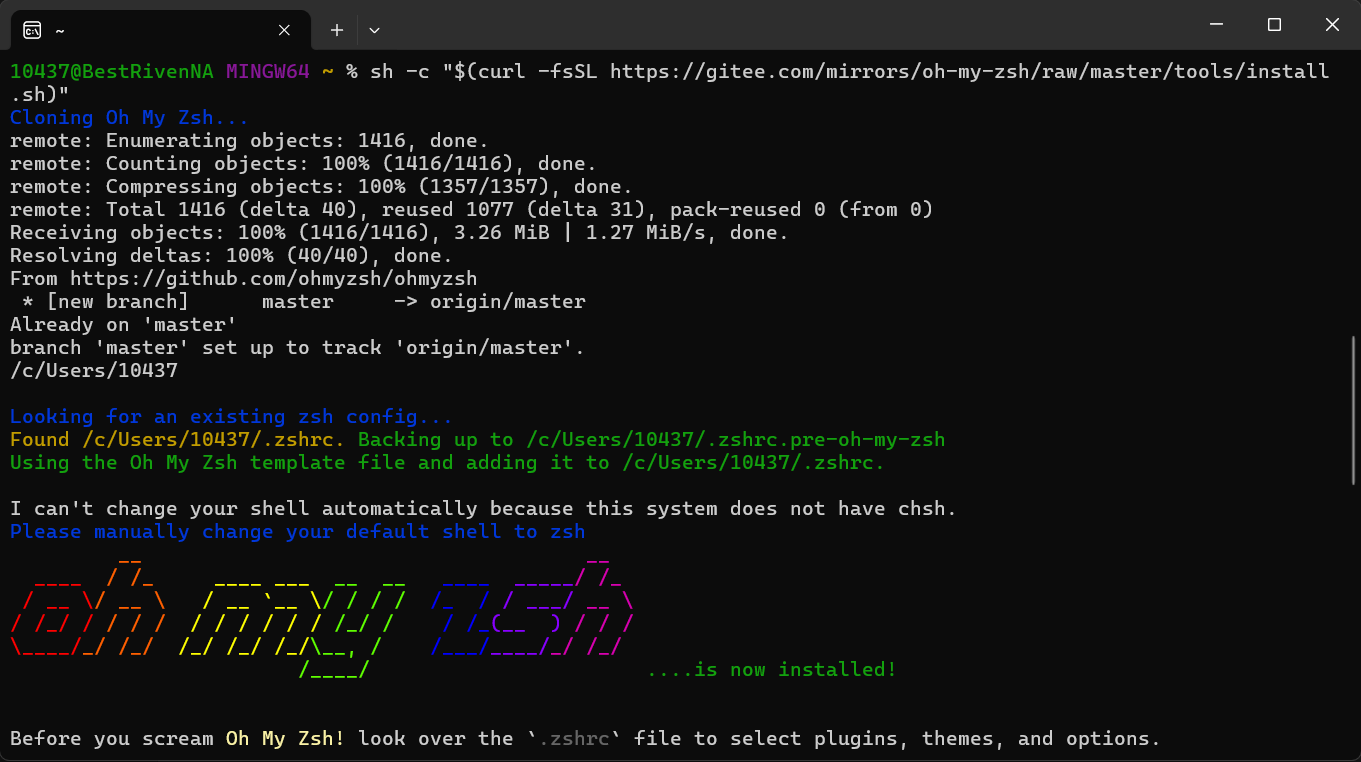 ~
10437@BestRivenNA MINGW64 ~ % sh -c "$(curl -fsSL https://gitee.com/mirrors/oh-my-zsh/raw/master/tools/install
.sh)"
Cloning Oh My Zsh...
remote: Enumerating objects: 1416, done.
remote: Counting objects: 100% (1416/1416), done.
remote: Compressing objects: 100% (1357/1357), done.
remote: Total 1416 (delta 40), reused 1077 (delta 31), pack-reused 0 (from 0)
Receiving objects: 100% (1416/1416), 3.26 MiB | 1.27 MiB/s, done.
Resolving deltas: 100% (40/40), done.
From https://github.com/ohmyzsh/ohmyzsh
 * [new branch]      master     -> origin/master
Already on 'master'
branch 'master' set up to track 'origin/master'.
/c/Users/10437
Looking for an existing zsh config...
Found /c/Users/10437/.zshrc. Backing up to /c/Users/10437/.zshrc.pre-oh-my-zsh
Using the Oh My Zsh template file and adding it to /c/Users/10437/.zshrc.
I can't change your shell automatically because this system does not have chsh.
Please manually change your default shell to zsh
oh my zsh
....is now installed!
Before you scream Oh My Zsh! look over the `.zshrc` file to select plugins, themes, and options.